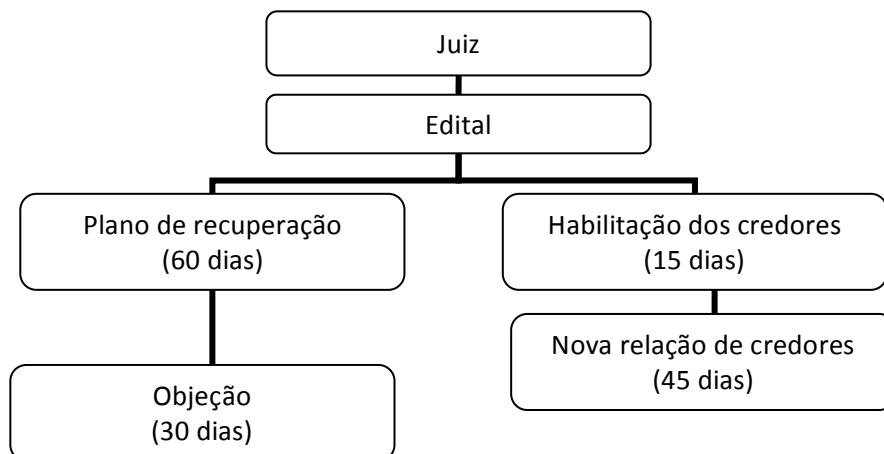 Juiz
Edital
Plano de recuperação
(60 dias)
Habilitação dos credores
(15 dias)
Objeção
(30 dias)
Nova relação de credores
(45 dias)